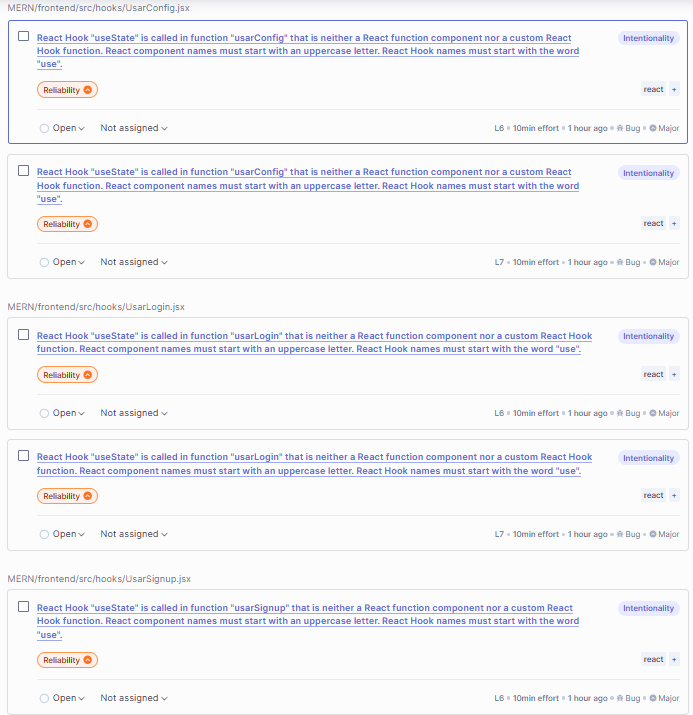 MERN/frontend/src/hooks/UsarConfig.jsx
React Hook "useState" is called in function "usarConfig" that is neither a React function component nor a custom React
Hook function. React component names must start with an uppercase letter. React Hook names must start with the word
"use".
Intentionality
Reliability
react +
Open Not assigned L6 10min effort 1 hour ago Bug Major
React Hook "useState" is called in function "usarConfig" that is neither a React function component nor a custom React
Hook function. React component names must start with an uppercase letter. React Hook names must start with the word
"use".
Intentionality
Reliability
react +
Open Not assigned L7 10min effort 1 hour ago Bug Major
MERN/frontend/src/hooks/UsarLogin.jsx
React Hook "useState" is called in function "usarLogin" that is neither a React function component nor a custom React Hook
function. React component names must start with an uppercase letter. React Hook names must start with the word "use".
Intentionality
Reliability
react +
Open Not assigned L6 10min effort 1 hour ago Bug Major
React Hook "useState" is called in function "usarLogin" that is neither a React function component nor a custom React Hook
function. React component names must start with an uppercase letter. React Hook names must start with the word "use".
Intentionality
Reliability
react +
Open Not assigned L7 10min effort 1 hour ago Bug Major
MERN/frontend/src/hooks/UsarSignup.jsx
React Hook "useState" is called in function "usarSignup" that is neither a React function component nor a custom React
Hook function. React component names must start with an uppercase letter. React Hook names must start with the word
"use".
Intentionality
Reliability
react +
Open Not assigned L6 10min effort 1 hour ago Bug Major